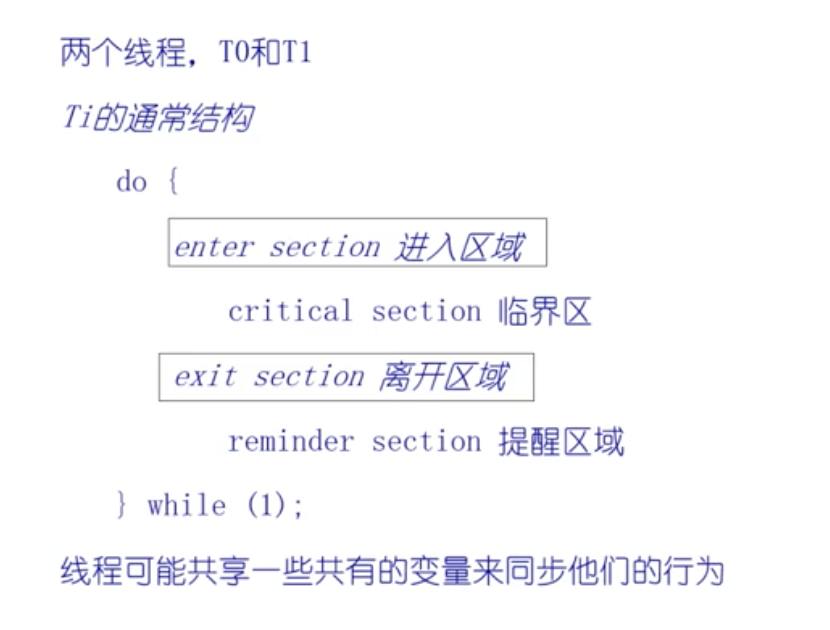 两个线程，T0和T1
Ti的通常结构
do {
enter section 进入区域
critical section 临界区
exit section 离开区域
reminder section 提醒区域
} while (1);
线程可能共享一些共有的变量来同步他们的行为